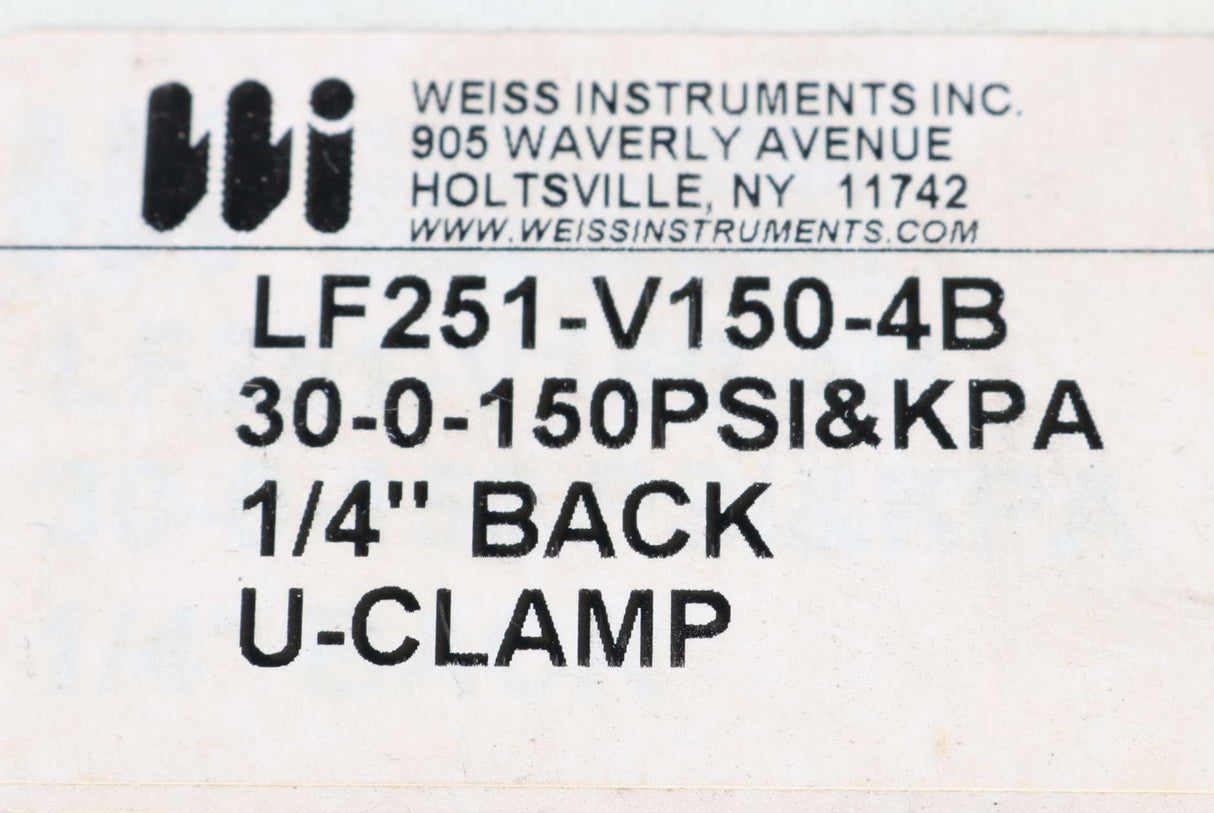 Wi
WEISS INSTRUMENTS INC.
905 WAVERLY AVENUE
HOLTSVILLE, NY 11742
WWW.WEISSINSTRUMENTS.COM
LF251-V150-4B
30-0-150PSI&KPA
1/4" BACK
U-CLAMP